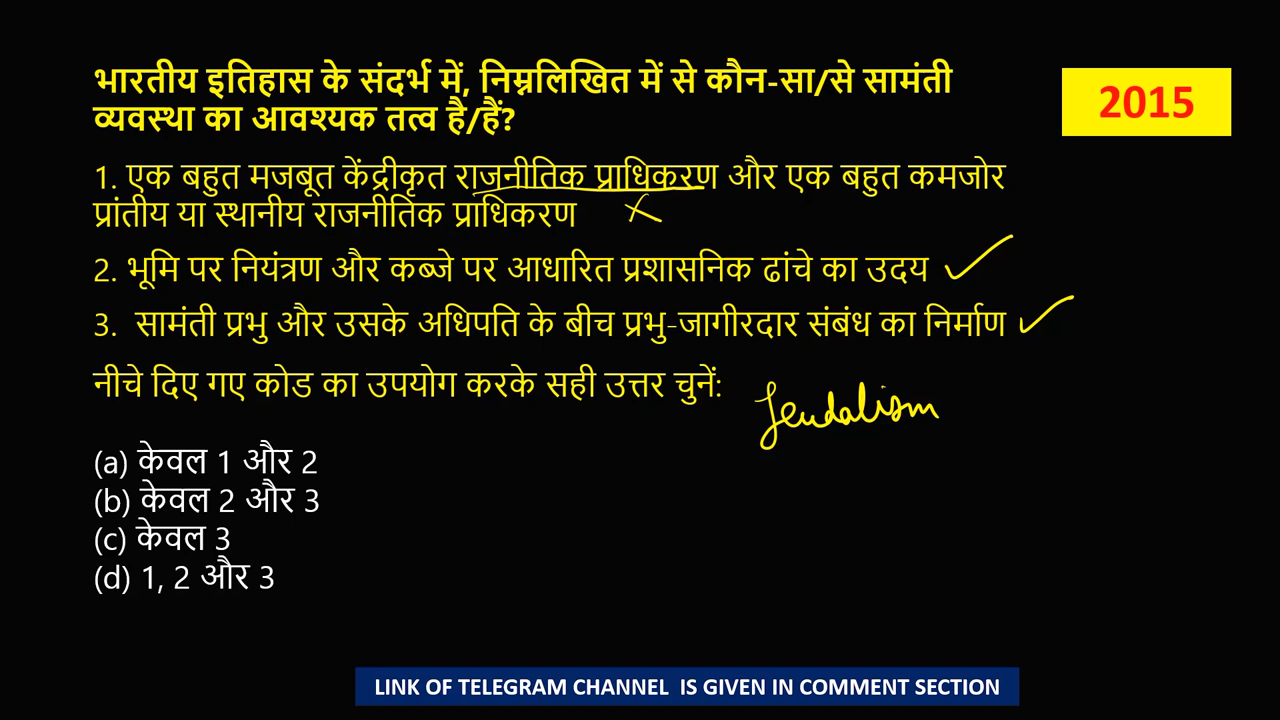 भारतीय इतिहास के संदर्भ में, निम्नलिखित में से कौन-सा/से सामंती
व्यवस्था का आवश्यक तत्व है/हैं?
2015
1. एक बहुत मजबूत केंद्रीकृत राजनीतिक प्राधिकरण और एक बहुत कमजोर
प्रांतीय या स्थानीय राजनीतिक प्राधिकरण
2. भूमि पर नियंत्रण और कब्जे पर आधारित प्रशासनिक ढांचे का उदय
3. सामंती प्रभु और उसके अधिपति के बीच प्रभु-जागीरदार संबंध का निर्माण
नीचे दिए गए कोड का उपयोग करके सही उत्तर चुनें:
feudalism
(a) केवल 1 और 2
(b) केवल 2 और 3
(c) केवल 3
(d) 1, 2 और 3
LINK OF TELEGRAM CHANNEL IS GIVEN IN COMMENT SECTION